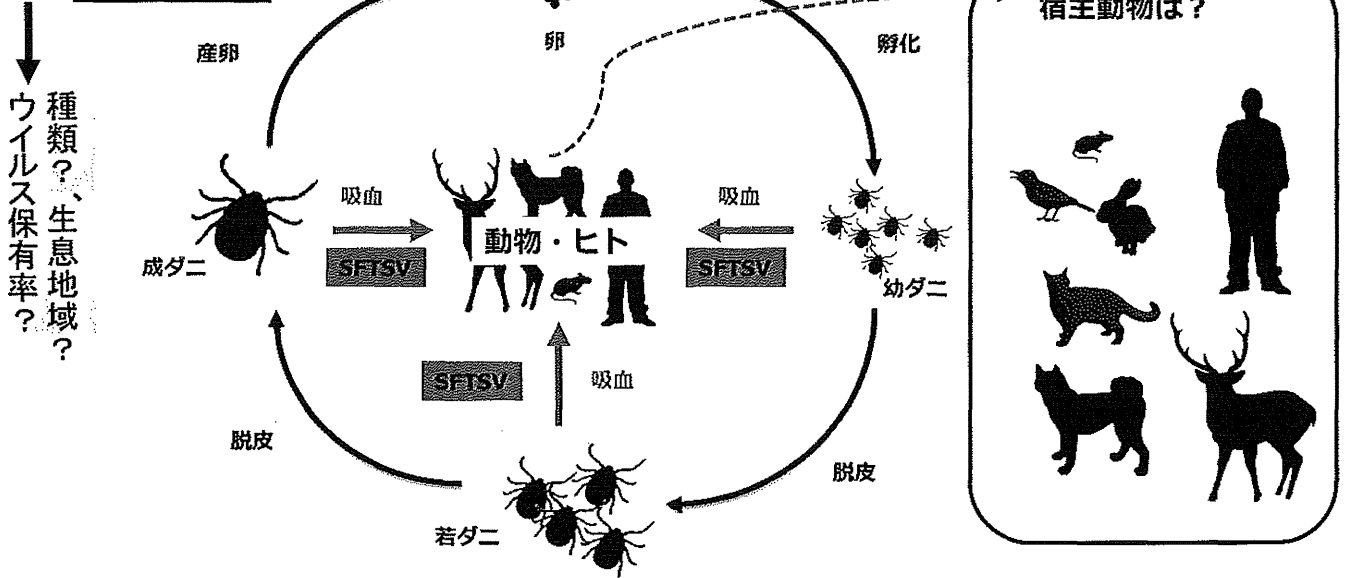 宿主動物は?
産卵
卵
孵化
種類?、生息地域?
ウイルス保有率?
吸血
吸血
動物・ヒト
SFTSV
SFTSV
成ダニ
幼ダニ
SFTSV
吸血
脱皮
脱皮
若ダニ